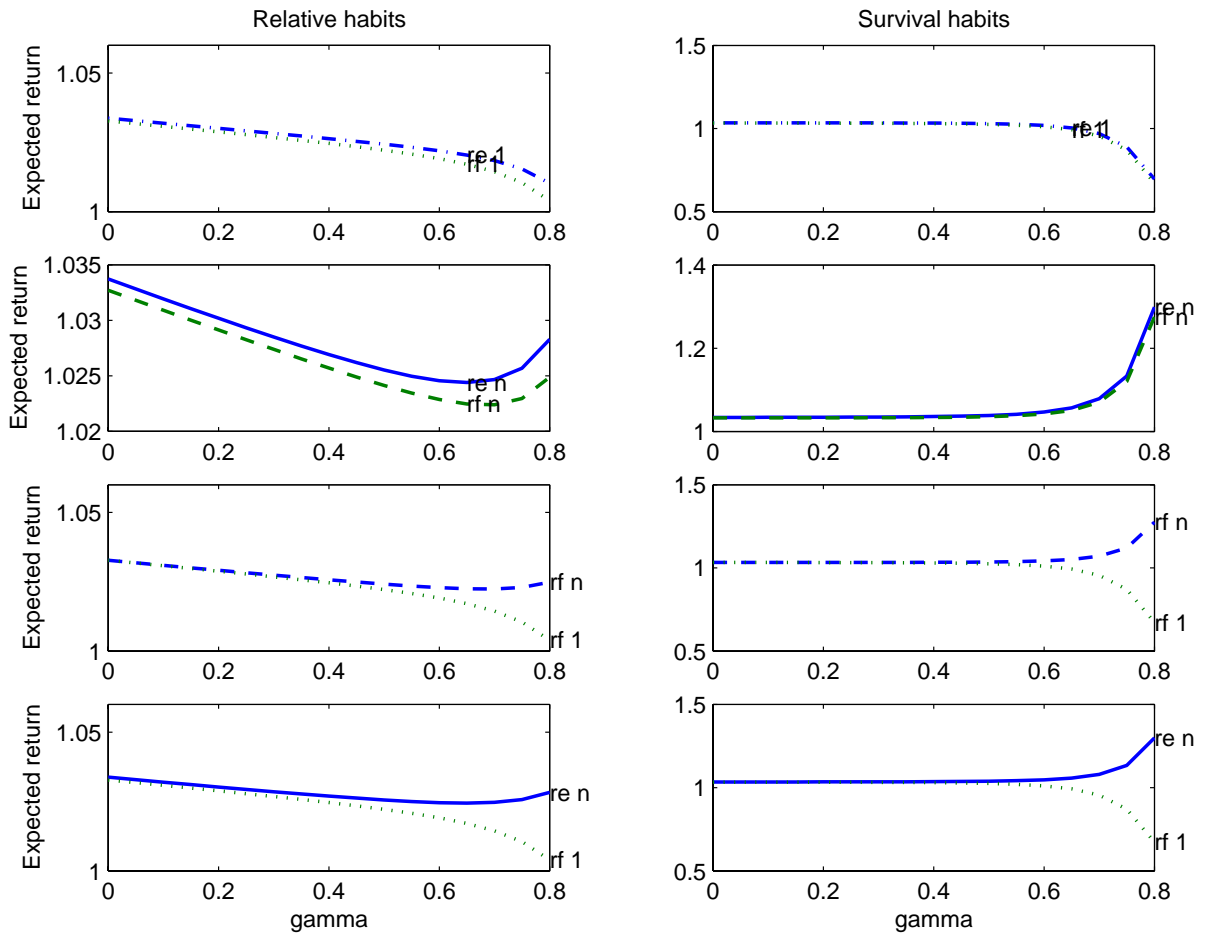 Relative habits
Survival habits
Expected return
1.05
1
0 0.2 0.4 0.6 0.8
re 1
rf 1
1.5
1
0.5
0 0.2 0.4 0.6 0.8
re 1
rf 1
Expected return
1.035
1.03
1.025
1.02
0 0.2 0.4 0.6 0.8
re n
rf n
1.4
1.2
1
0 0.2 0.4 0.6 0.8
re n
rf n
Expected return
1.05
1
0 0.2 0.4 0.6 0.8
rf n
rf 1
1.5
1
0.5
0 0.2 0.4 0.6 0.8
rf n
rf 1
Expected return
1.05
1
0 0.2 0.4 0.6 0.8
gamma
re n
rf 1
1.5
1
0.5
0 0.2 0.4 0.6 0.8
gamma
re n
rf 1